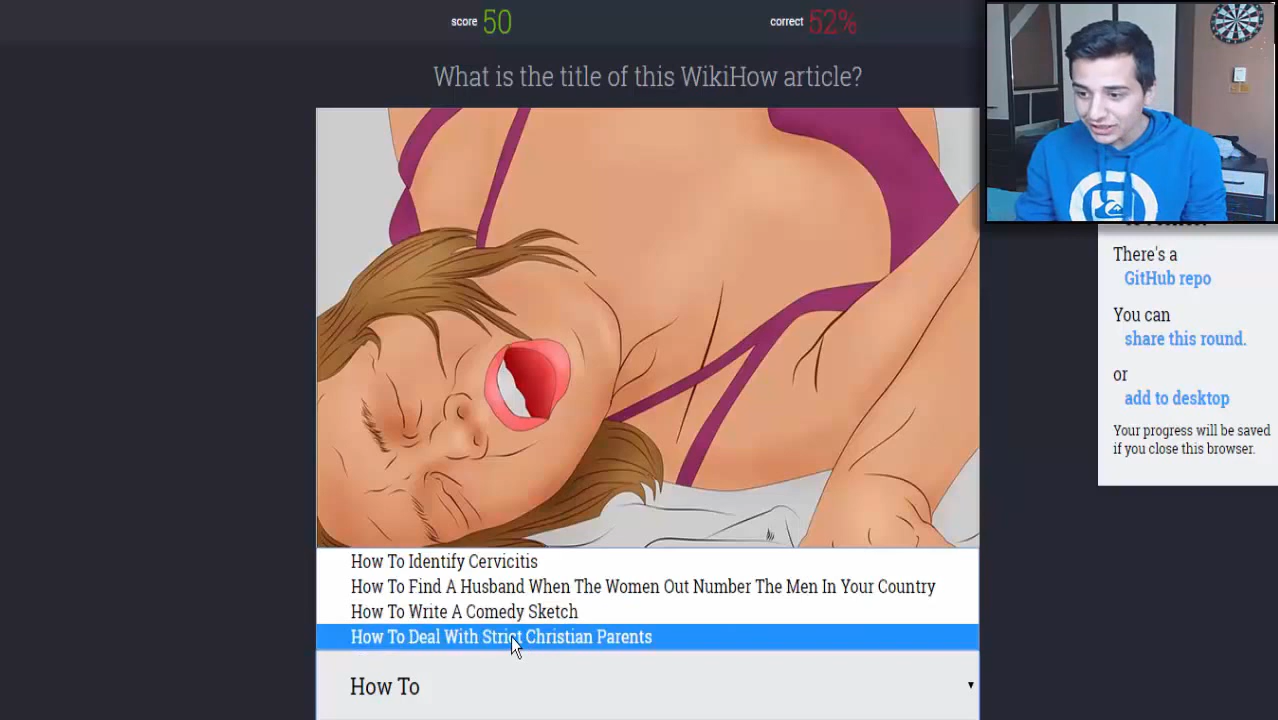 score 50
correct 52%
What is the title of this WikiHow article?
There's a
GitHub repo
You can
share this round.
or
add to desktop
Your progress will be saved
if you close this browser.
How To Identify Cervicitis
How To Find A Husband When The Women Out Number The Men In Your Country
How To Write A Comedy Sketch
How To Deal With Strict Christian Parents
How To